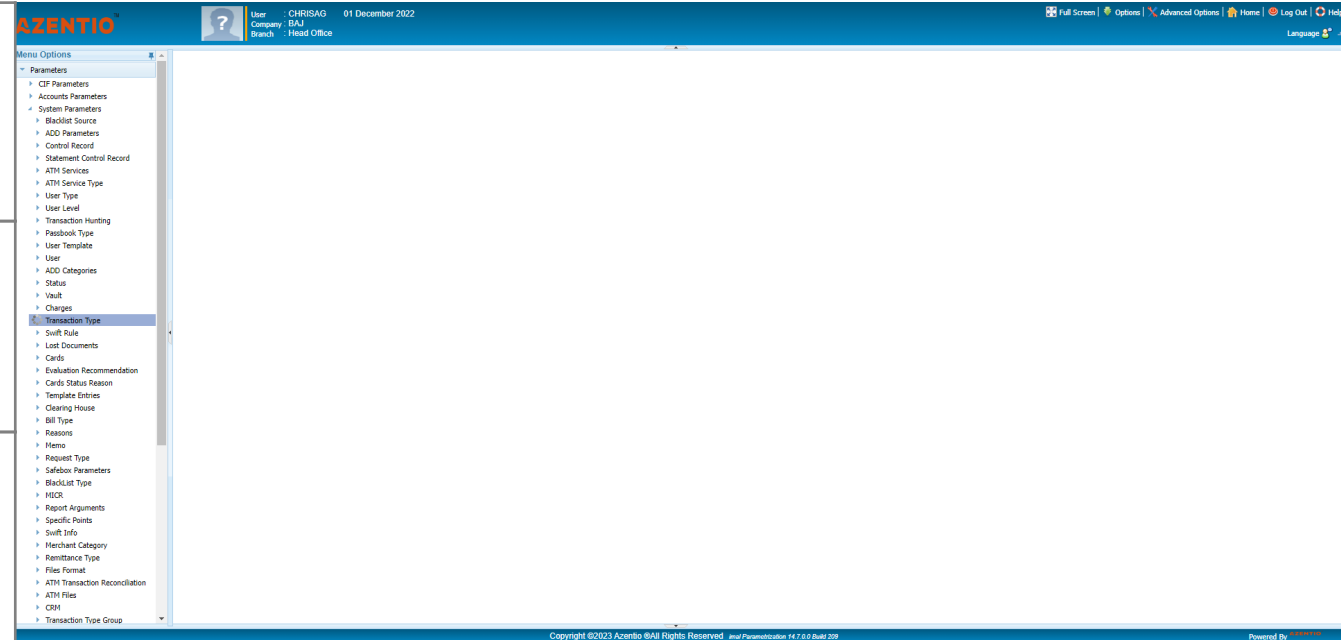 AZENTIO™
User : CHRISAG 01 December 2022
Company : BAJ
Branch : Head Office
Full Screen | Options | Advanced Options | Home | Log Out | Help
Language
Menu Options
Parameters
CIF Parameters
Accounts Parameters
System Parameters
Blacklist Source
ADD Parameters
Control Record
Statement Control Record
ATM Services
ATM Service Type
User Type
User Level
Transaction Hunting
Passbook Type
User Template
User
ADD Categories
Status
Vault
Charges
Transaction Type
Swift Rule
Lost Documents
Cards
Evaluation Recommendation
Cards Status Reason
Template Entries
Clearing House
Bill Type
Reasons
Memo
Request Type
Safebox Parameters
BlackList Type
MICR
Report Arguments
Specific Points
Swift Info
Merchant Category
Remittance Type
Files Format
ATM Transaction Reconciliation
ATM Files
CRM
Transaction Type Group
Copyright ©2023 Azentio ®All Rights Reserved imal Parametrization 14.7.0.0 Build 209
Powered By AZENTIO